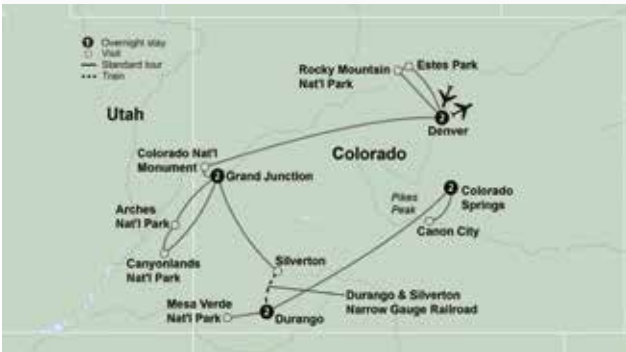 1 Overnight stay
Visit
Standard tour
Train
Utah
Rocky Mountain
Nat'l Park
Estes Park
2
Denver
Colorado Nat'l
Monument
Colorado
2 Grand Junction
Pikes
Peak
2 Colorado
Springs
Canon City
Arches
Nat'l Park
Canyonlands
Nat'l Park
Silverton
Mesa Verde
Nat'l Park
2 Durango
Durango & Silverton
Narrow Gauge Railroad